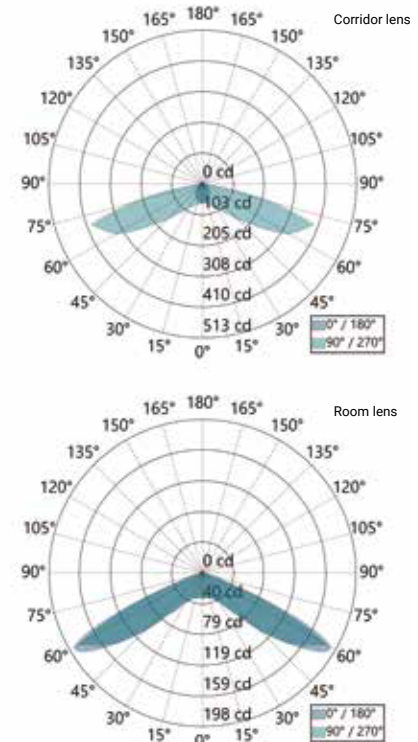 Corridor lens
180°
165° 165°
150° 150°
135° 135°
120° 120°
105° 105°
90° 90°
75° 75°
60° 60°
45° 45°
30° 30°
15° 15°
0°
0 cd
103 cd
205 cd
308 cd
410 cd
513 cd
0° / 180°
90° / 270°
Room lens
180°
165° 165°
150° 150°
135° 135°
120° 120°
105° 105°
90° 90°
75° 75°
60° 60°
45° 45°
30° 30°
15° 15°
0°
0 cd
40 cd
79 cd
119 cd
159 cd
198 cd
0° / 180°
90° / 270°